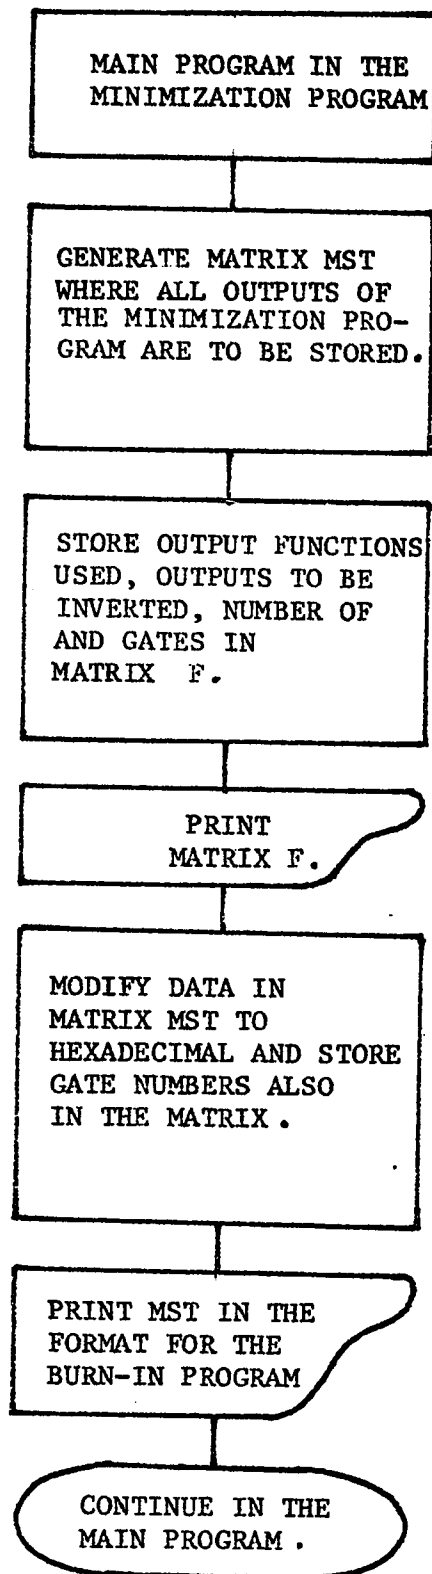 MAIN PROGRAM IN THE
MINIMIZATION PROGRAM
GENERATE MATRIX MST
WHERE ALL OUTPUTS OF
THE MINIMIZATION PRO-
GRAM ARE TO BE STORED.
STORE OUTPUT FUNCTIONS
USED, OUTPUTS TO BE
INVERTED, NUMBER OF
AND GATES IN
MATRIX F.
PRINT
MATRIX F.
MODIFY DATA IN
MATRIX MST TO
HEXADECIMAL AND STORE
GATE NUMBERS ALSO
IN THE MATRIX .
PRINT MST IN THE
FORMAT FOR THE
BURN-IN PROGRAM
CONTINUE IN THE
MAIN PROGRAM .